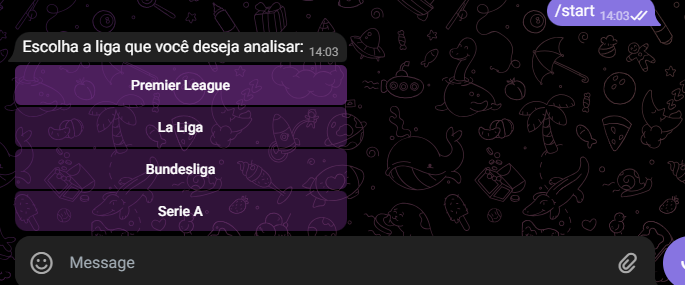 /start 14:03
Escolha a liga que você deseja analisar: 14:03
Premier League
La Liga
Bundesliga
Serie A
Message